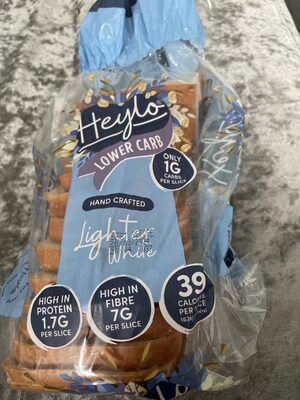 Heylo
LOWER CARB
ONLY
1G
CARBS
PER SLICE
HAND CRAFTED
Lighter
White
HIGH IN
PROTEIN
1.7G
PER SLICE
HIGH IN
FIBRE
7G
PER SLICE
39
CALORIES
PER SLICE